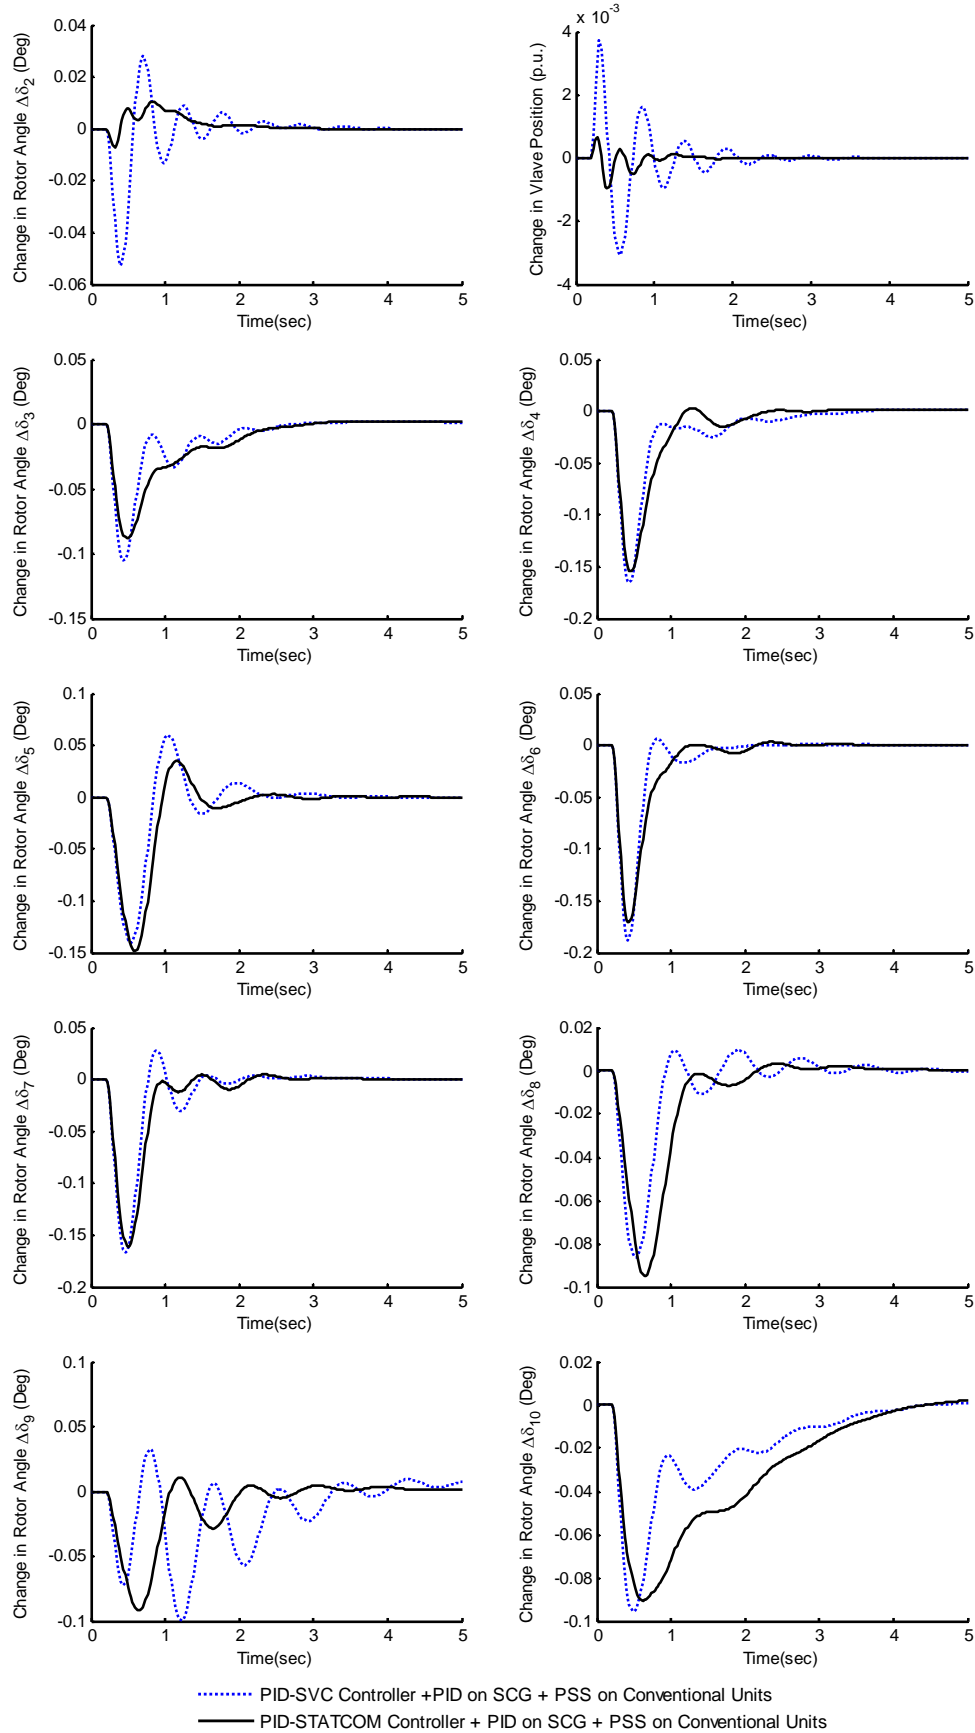 x 10⁻³
0.04
0.02
0
-0.02
-0.04
-0.06
0 1 2 3 4 5
Time(sec)
Change in Rotor Angle Δδ₂ (Deg)
4
2
0
-2
-4
0 1 2 3 4 5
Time(sec)
Change in Vlave Position (p.u.)
0.05
0
-0.05
-0.1
-0.15
0 1 2 3 4 5
Time(sec)
Change in Rotor Angle Δδ₃ (Deg)
0.05
0
-0.05
-0.1
-0.15
-0.2
0 1 2 3 4 5
Time(sec)
Change in Rotor Angle Δδ₄ (Deg)
0.1
0.05
0
-0.05
-0.1
-0.15
0 1 2 3 4 5
Time(sec)
Change in Rotor Angle Δδ₅ (Deg)
0.05
0
-0.05
-0.1
-0.15
-0.2
0 1 2 3 4 5
Time(sec)
Change in Rotor Angle Δδ₆ (Deg)
0.05
0
-0.05
-0.1
-0.15
-0.2
0 1 2 3 4 5
Time(sec)
Change in Rotor Angle Δδ₇ (Deg)
0.02
0
-0.02
-0.04
-0.06
-0.08
-0.1
0 1 2 3 4 5
Time(sec)
Change in Rotor Angle Δδ₈ (Deg)
0.1
0.05
0
-0.05
-0.1
0 1 2 3 4 5
Time(sec)
Change in Rotor Angle Δδ₉ (Deg)
0.02
0
-0.02
-0.04
-0.06
-0.08
-0.1
0 1 2 3 4 5
Time(sec)
Change in Rotor Angle Δδ₁₀ (Deg)
PID-SVC Controller +PID on SCG + PSS on Conventional Units
PID-STATCOM Controller + PID on SCG + PSS on Conventional Units